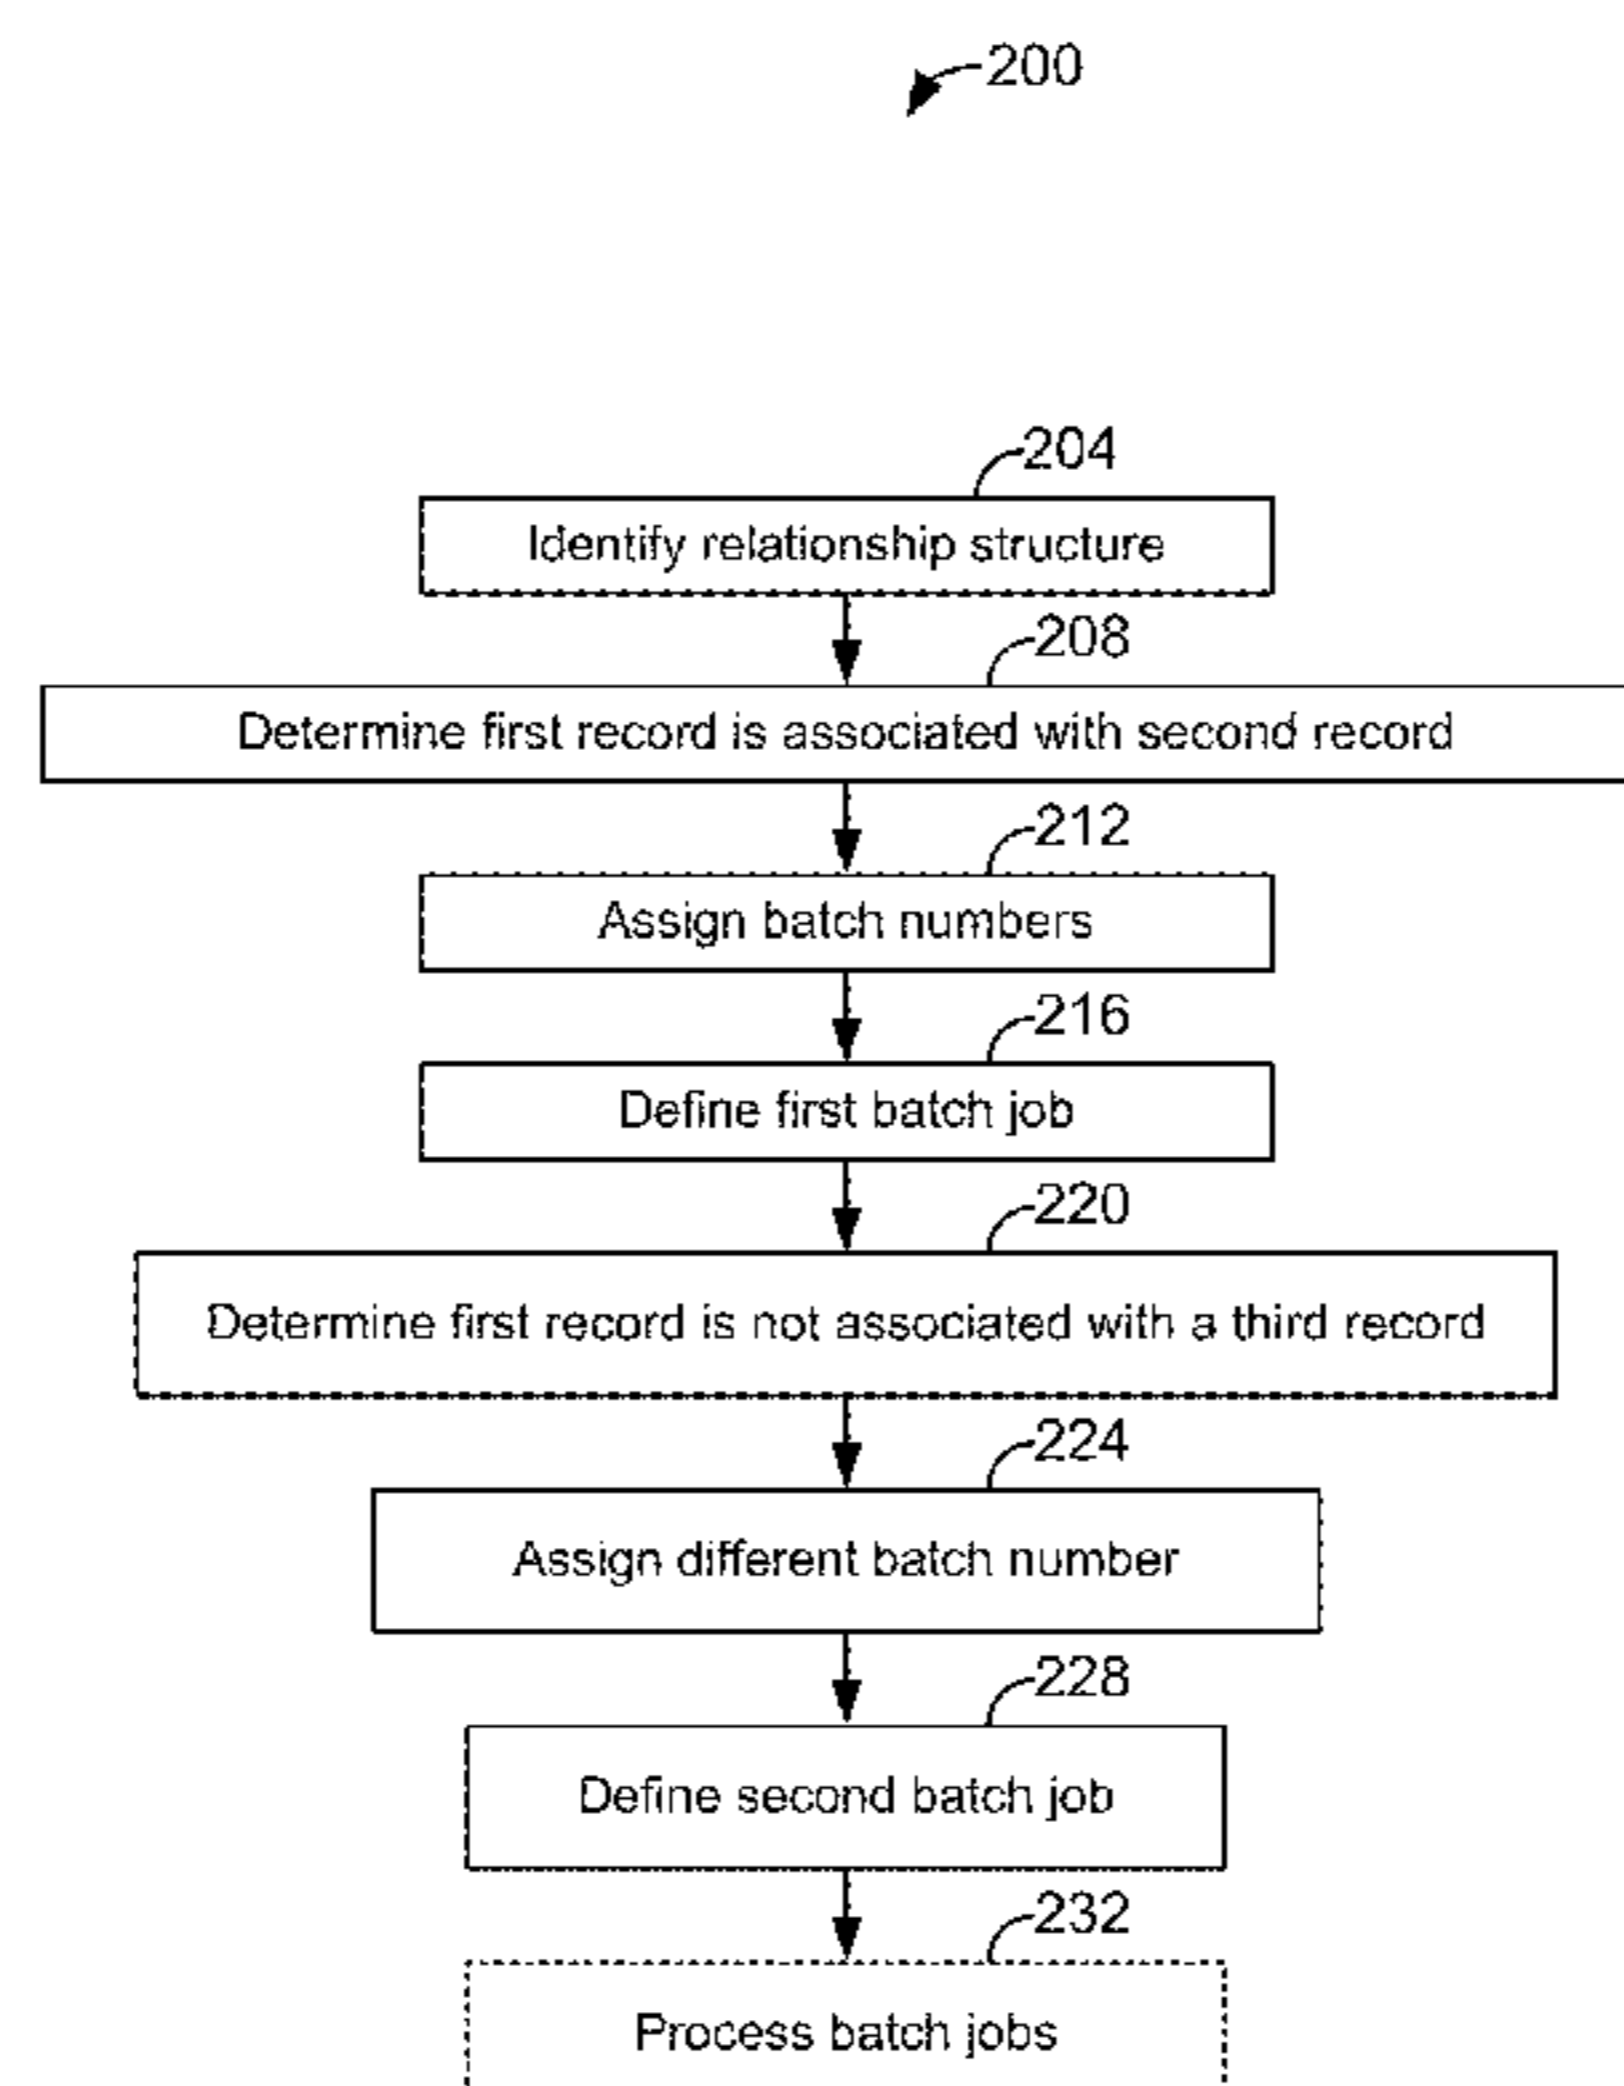 200
204
Identify relationship structure
208
Determine first record is associated with second record
212
Assign batch numbers
216
Define first batch job
220
Determine first record is not associated with a third record
224
Assign different batch number
228
Define second batch job
232
Process batch jobs